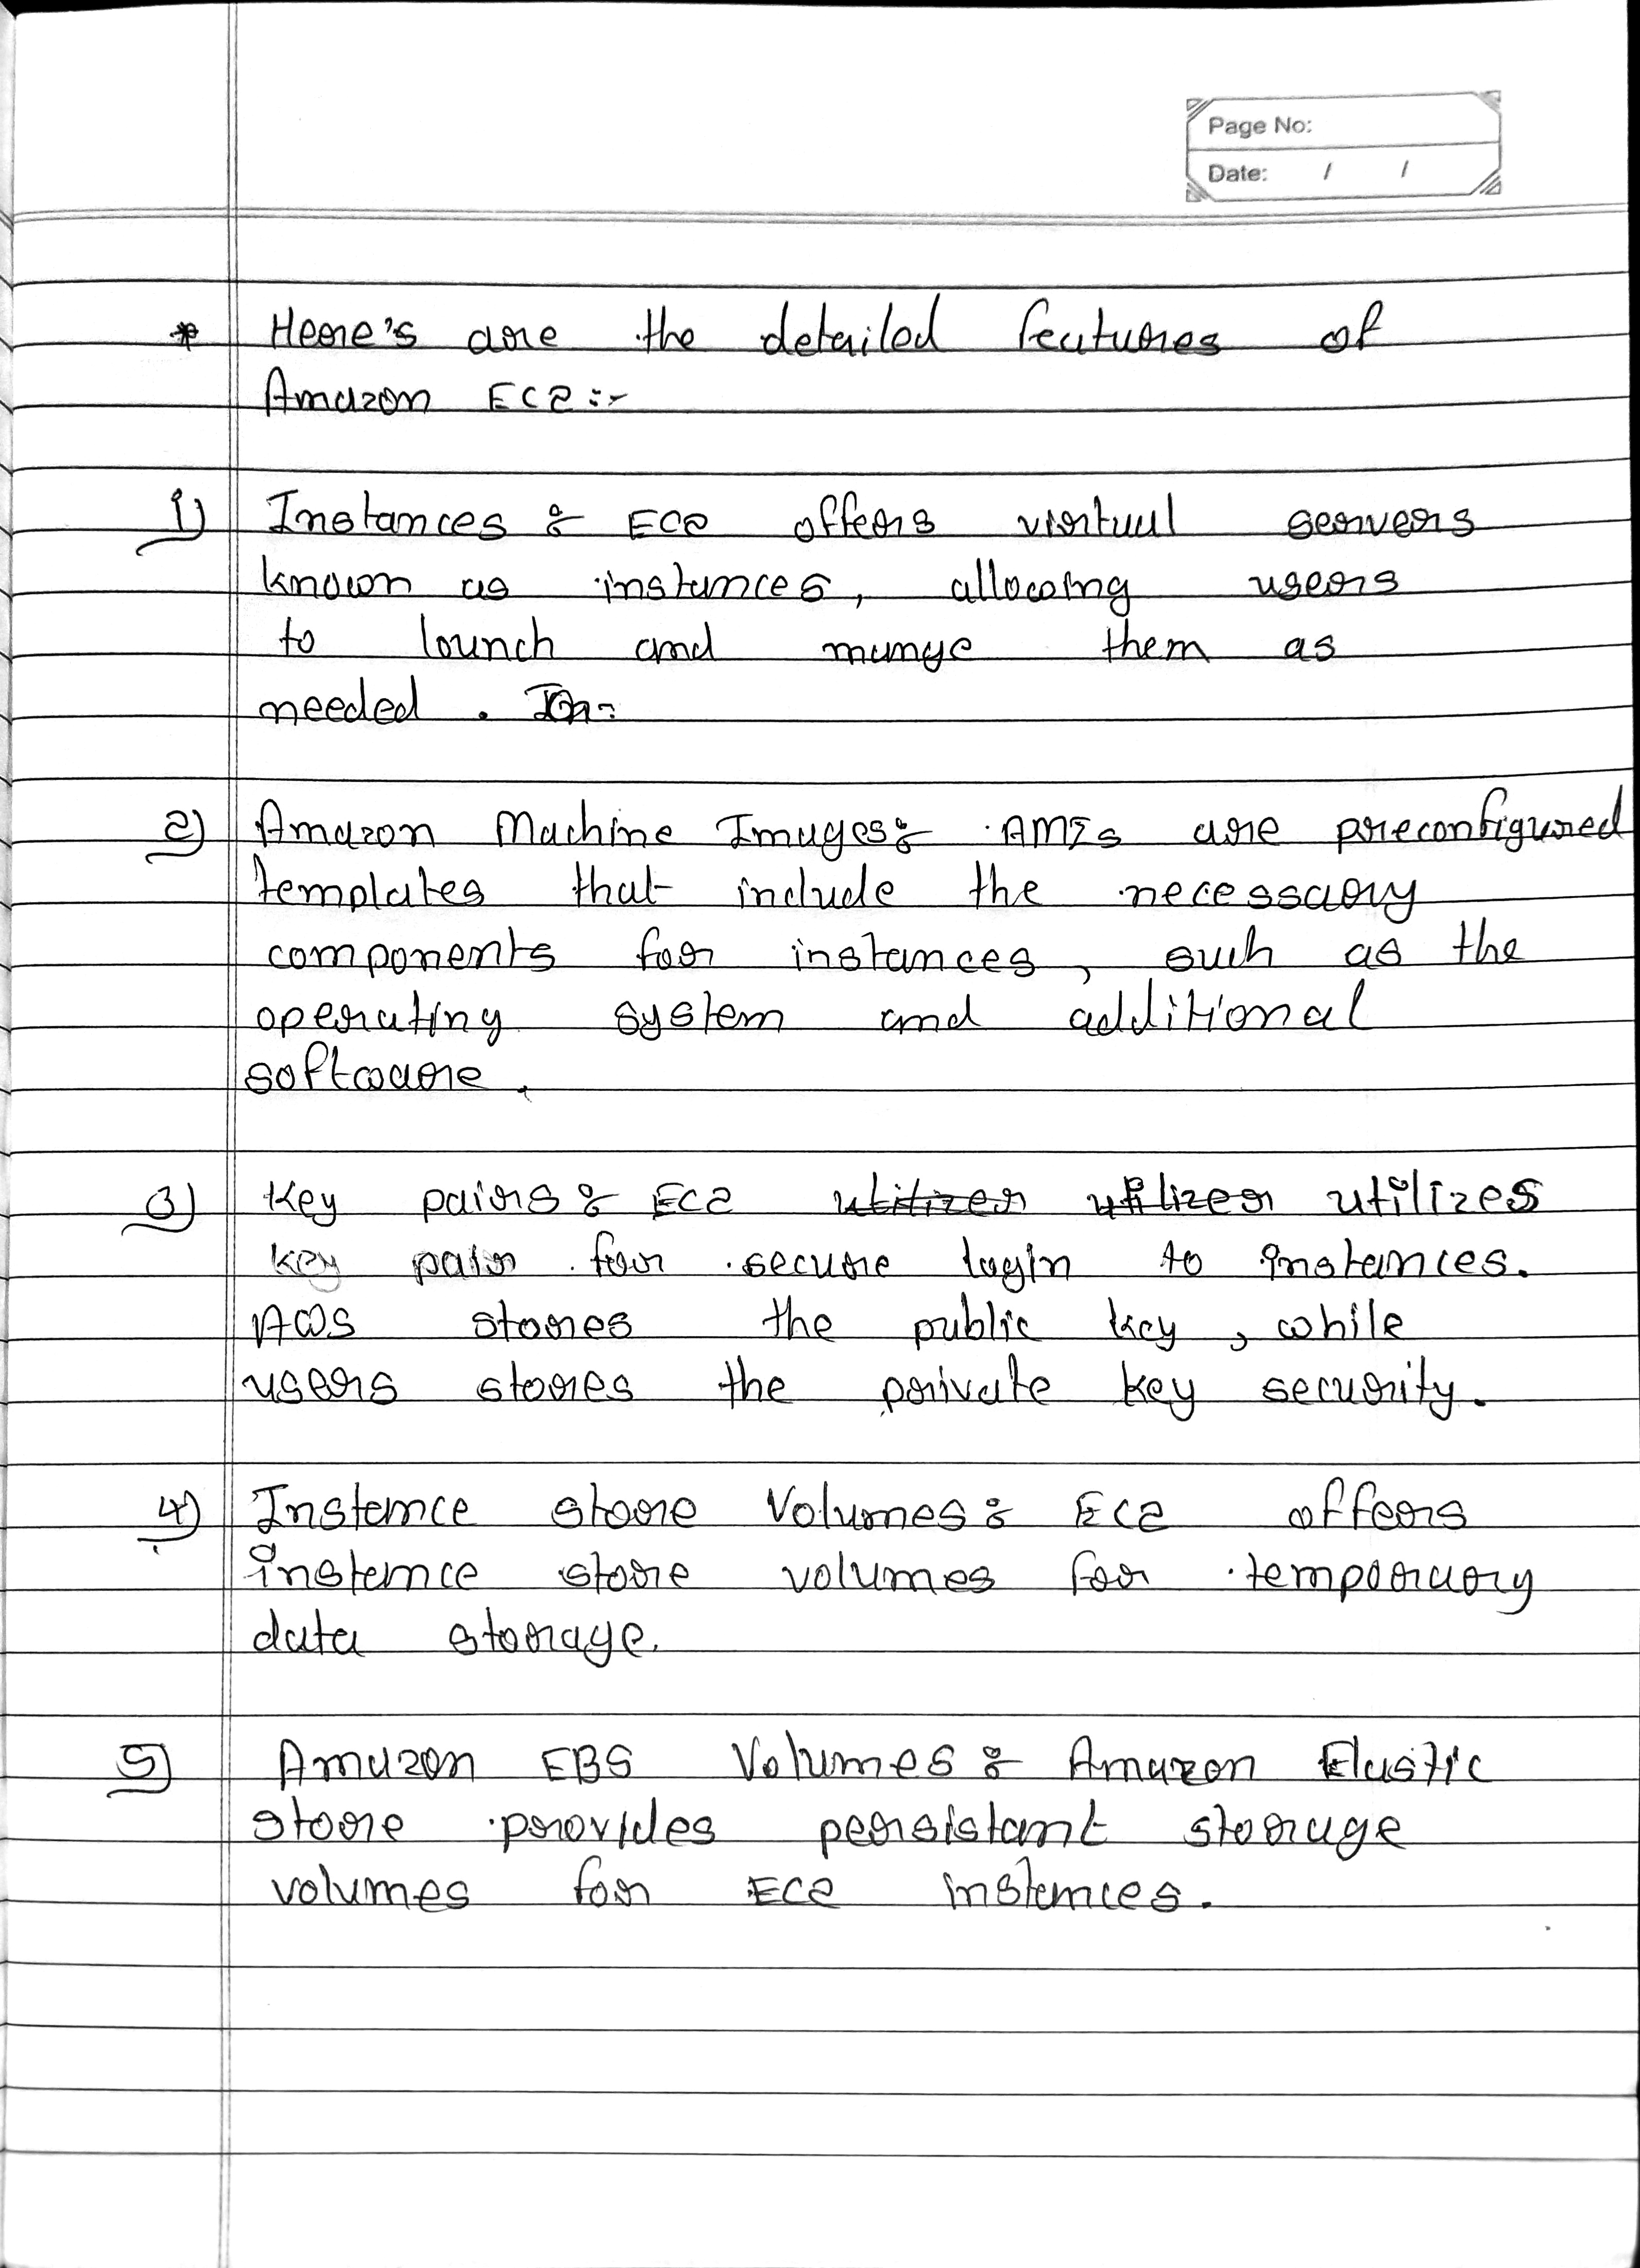 Page No:
Date: / /
* Here's are the detailed features of
Amazon EC2 :-
1) Instances : EC2 offers virtual servers
known as instances, allowing users
to lounch and mange them as
needed .
2) Amazon Machine Images : AMIs are preconfigured
templates that include the necessary
components for instances, such as the
operating system and additional
software.
3) Key pairs : EC2 utilizer utilizer utilizes
key pair for secure login to instances.
AWS stores the public key, while
users stores the private key security.
4) Instance store Volumes : EC2 offers
instance store volumes for temporary
data storage.
5) Amazon EBS Volumes : Amazon Elastic
store provides persistant storage
volumes for EC2 instances.